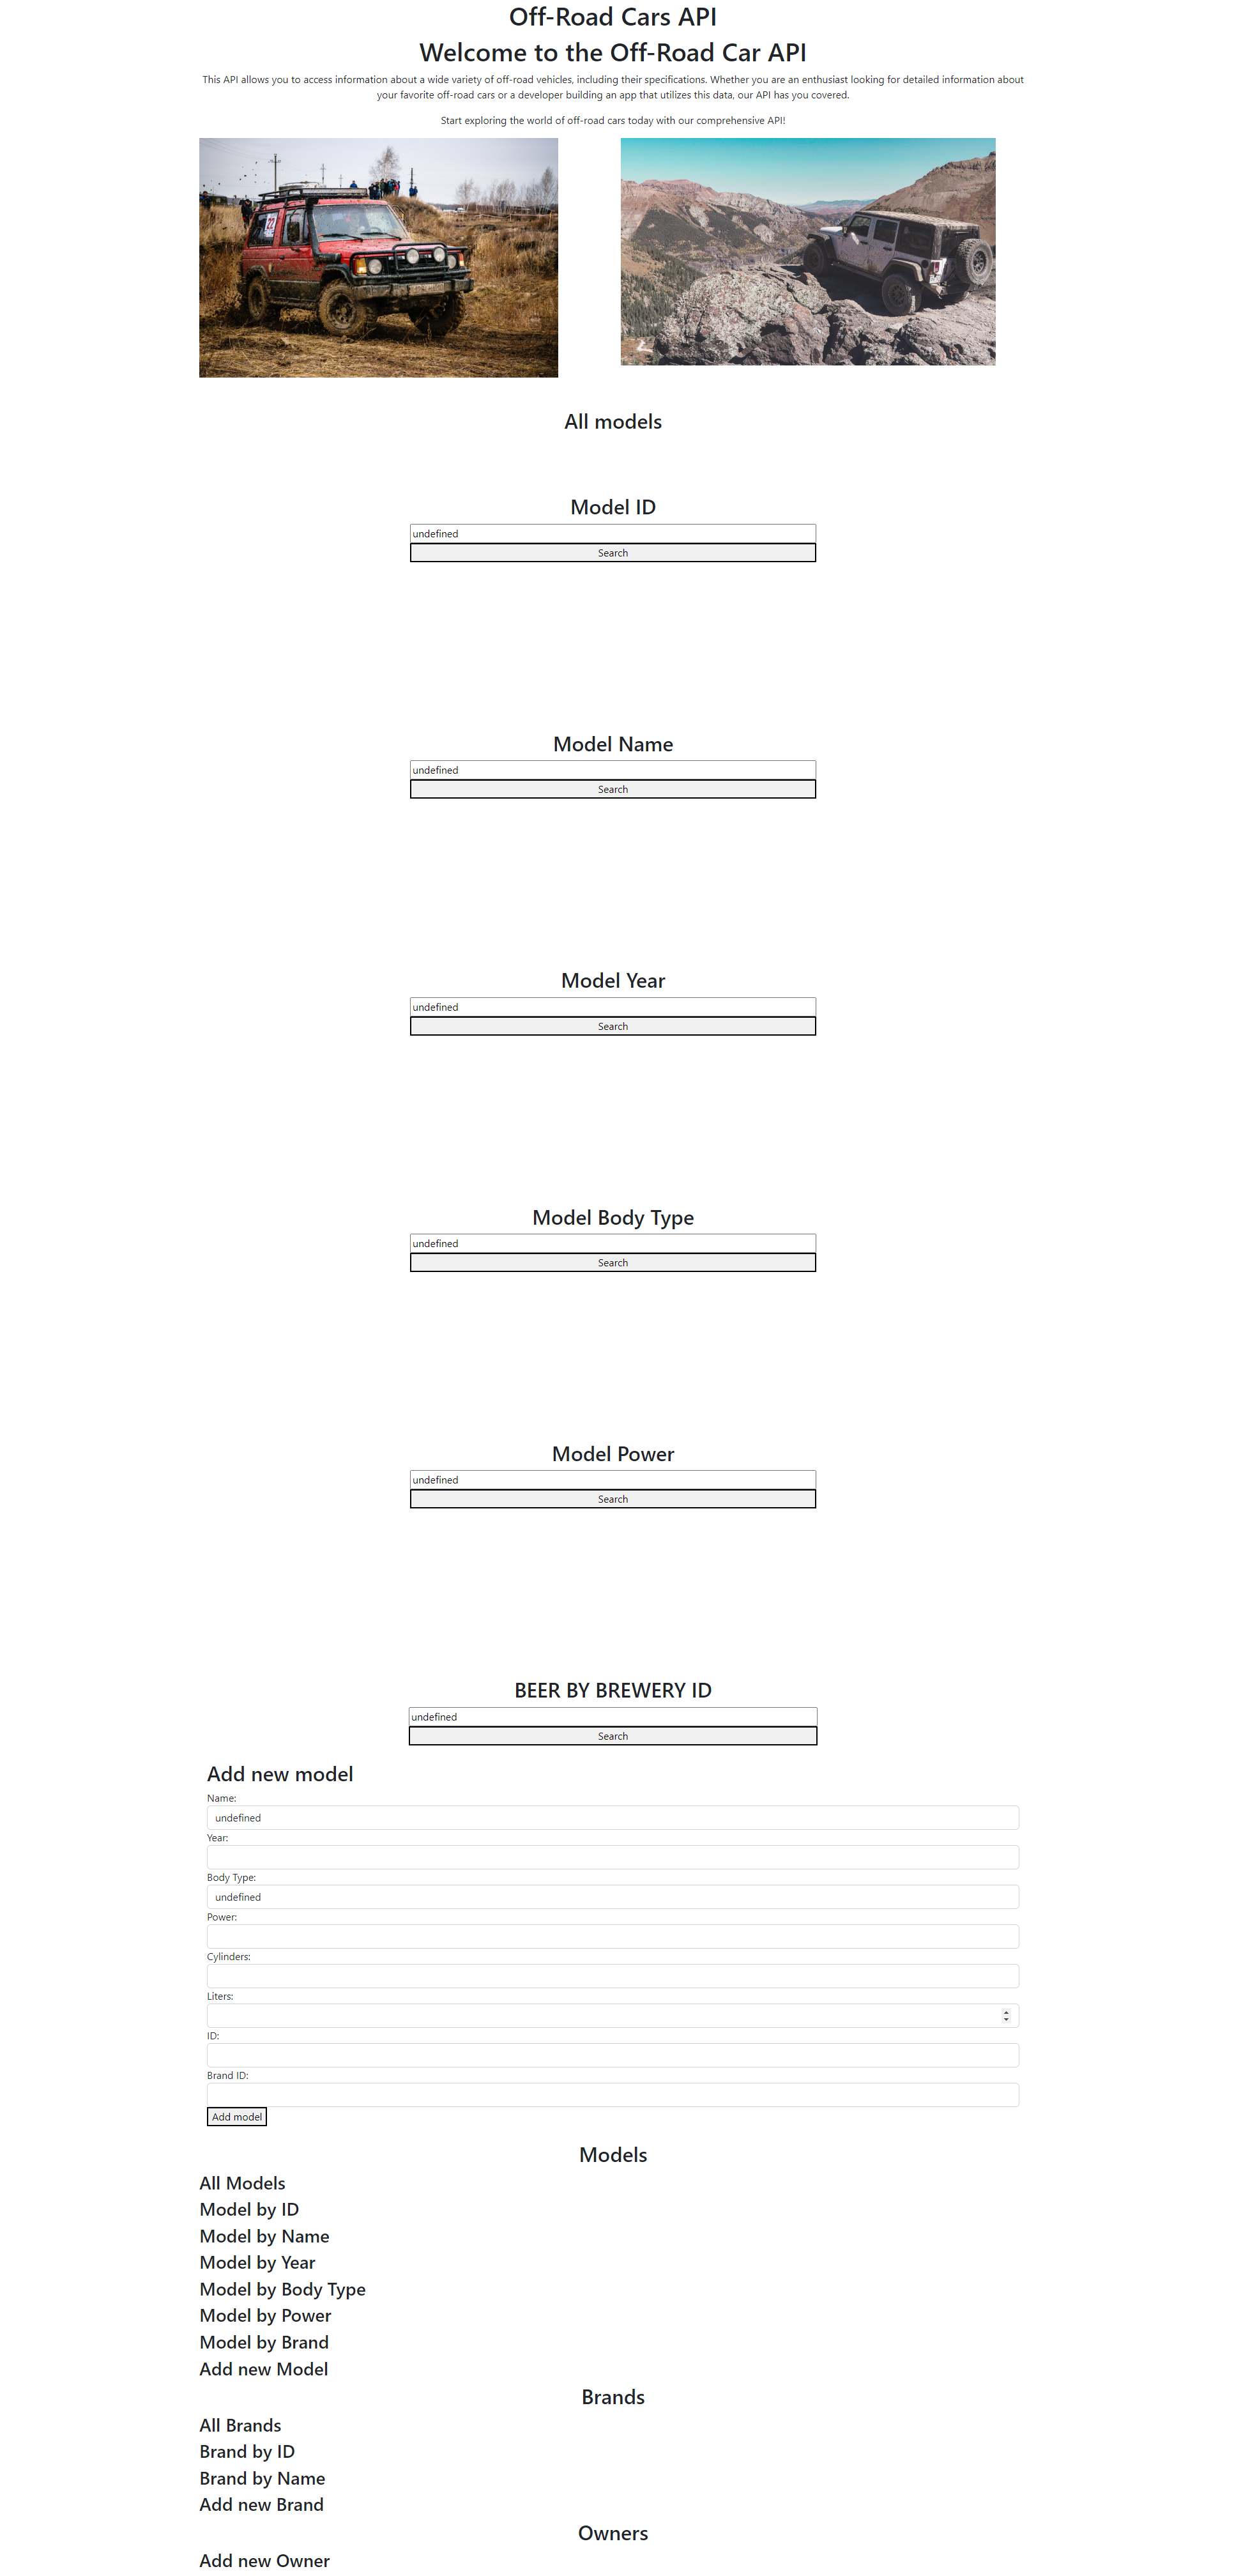 Off-Road Cars API
Welcome to the Off-Road Car API
This API allows you to access information about a wide variety of off-road vehicles, including their specifications. Whether you are an enthusiast looking for detailed information about
your favorite off-road cars or a developer building an app that utilizes this data, our API has you covered.
Start exploring the world of off-road cars today with our comprehensive API!
22
All models
Model ID
undefined
Search
Model Name
undefined
Search
Model Year
undefined
Search
Model Body Type
undefined
Search
Model Power
undefined
Search
BEER BY BREWERY ID
undefined
Search
Add new model
Name:
undefined
Year:
Body Type:
undefined
Power:
Cylinders:
Liters:
ID:
Brand ID:
Add model
Models
All Models
Model by ID
Model by Name
Model by Year
Model by Body Type
Model by Power
Model by Brand
Add new Model
Brands
All Brands
Brand by ID
Brand by Name
Add new Brand
Owners
Add new Owner